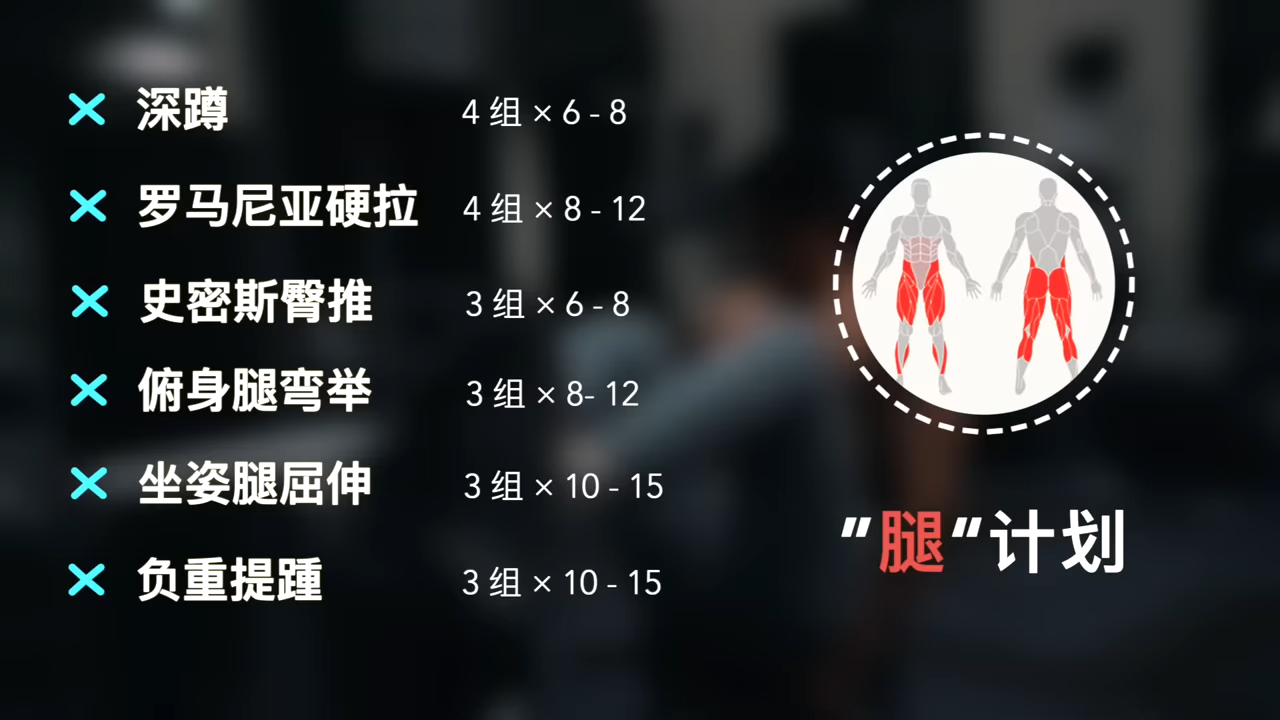 深蹲 4 组 × 6 - 8
罗马尼亚硬拉 4 组 × 8 - 12
史密斯臀推 3 组 × 6 - 8
俯身腿弯举 3 组 × 8- 12
坐姿腿屈伸 3 组 × 10 - 15
负重提踵 3 组 × 10 - 15
"腿“计划